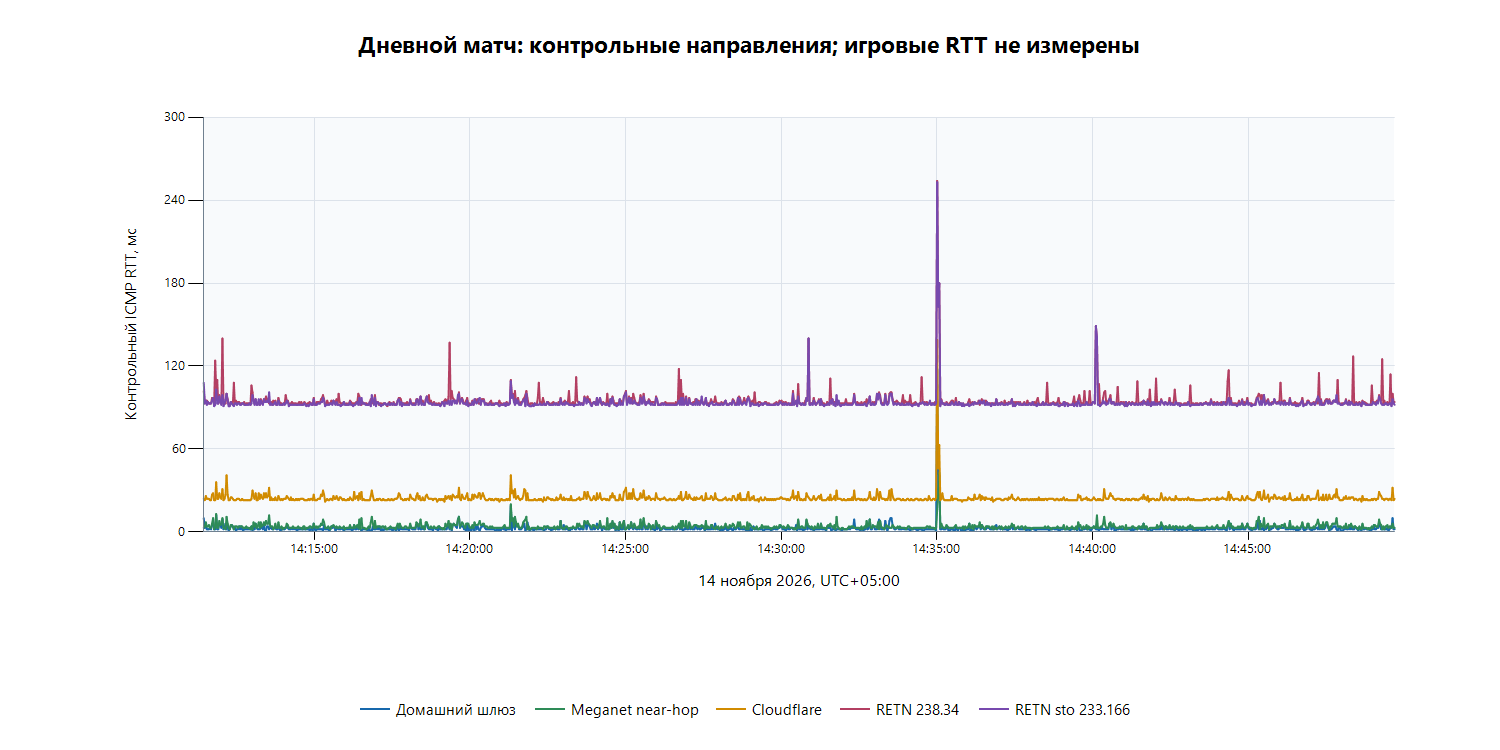 Дневной матч: контрольные направления; игровые RTT не измерены
Контрольный ICMP RTT, мс
300
240
180
120
60
0
14:15:00 14:20:00 14:25:00 14:30:00 14:35:00 14:40:00 14:45:00
14 ноября 2026, UTC+05:00
Домашний шлюз Meganet near-hop Cloudflare RETN 238.34 RETN sto 233.166